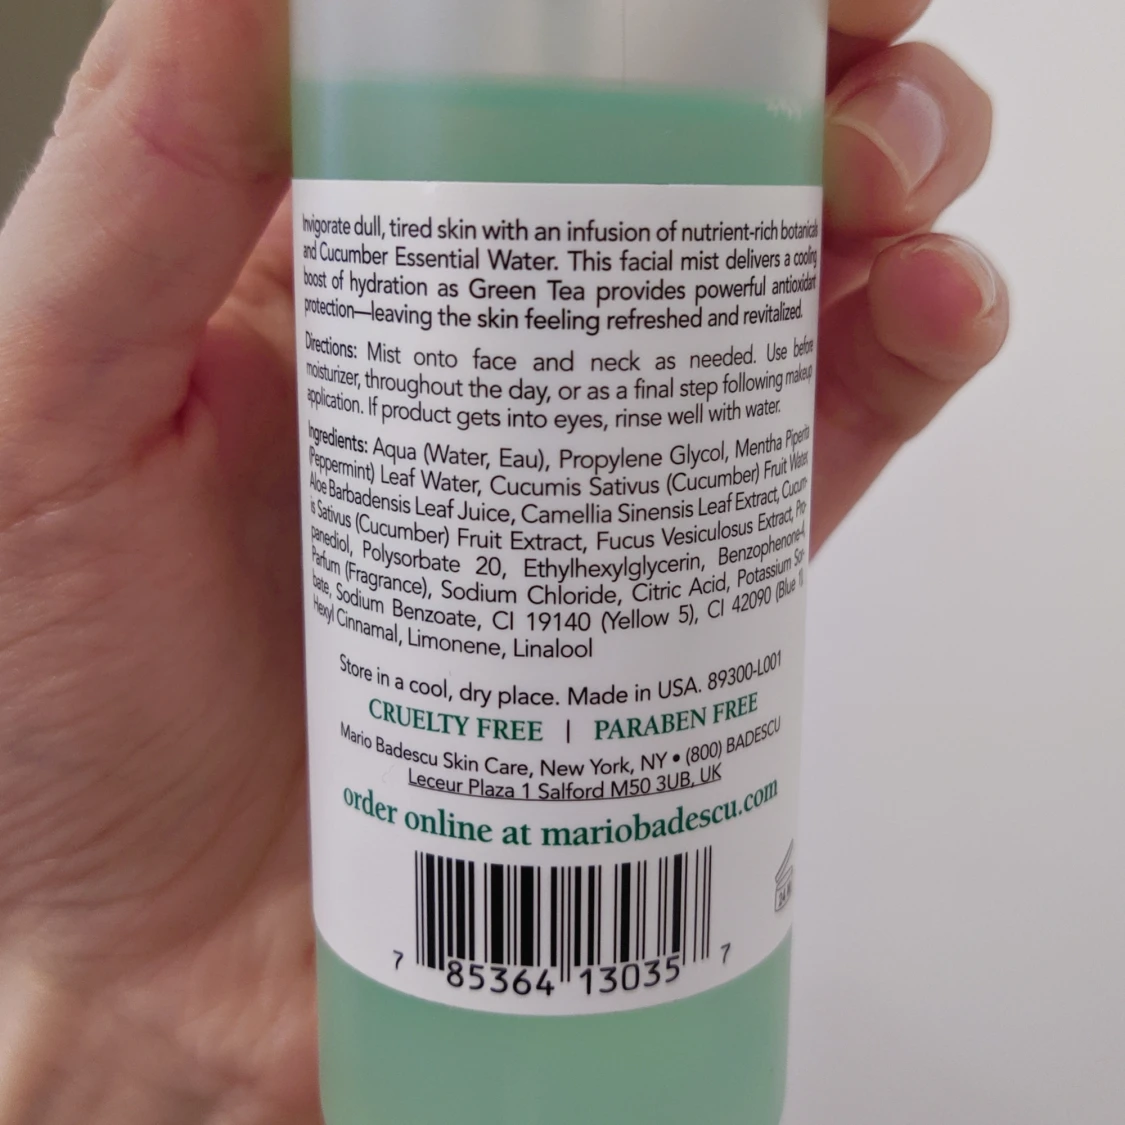 Invigorate dull, tired skin with an infusion of nutrient-rich botanicals
and Cucumber Essential Water. This facial mist delivers a cooling
boost of hydration as Green Tea provides powerful antioxidant
protection—leaving the skin feeling refreshed and revitalized.
Directions: Mist onto face and neck as needed. Use before
moisturizer, throughout the day, or as a final step following makeup
application. If product gets into eyes, rinse well with water.
Ingredients: Aqua (Water, Eau), Propylene Glycol, Mentha Piperita
(Peppermint) Leaf Water, Cucumis Sativus (Cucumber) Fruit Water,
Aloe Barbadensis Leaf Juice, Camellia Sinensis Leaf Extract, Cucum-
is Sativus (Cucumber) Fruit Extract, Fucus Vesiculosus Extract, Pro-
panediol, Polysorbate 20, Ethylhexylglycerin, Benzophenone-4,
Parfum (Fragrance), Sodium Chloride, Citric Acid, Potassium Sor-
bate, Sodium Benzoate, CI 19140 (Yellow 5), CI 42090 (Blue 1),
Hexyl Cinnamal, Limonene, Linalool
Store in a cool, dry place. Made in USA. 89300-L001
CRUELTY FREE | PARABEN FREE
Mario Badescu Skin Care, New York, NY • (800) BADESCU
Leceur Plaza 1 Salford M50 3UB, UK
order online at mariobadescu.com
7 85364 13035 7